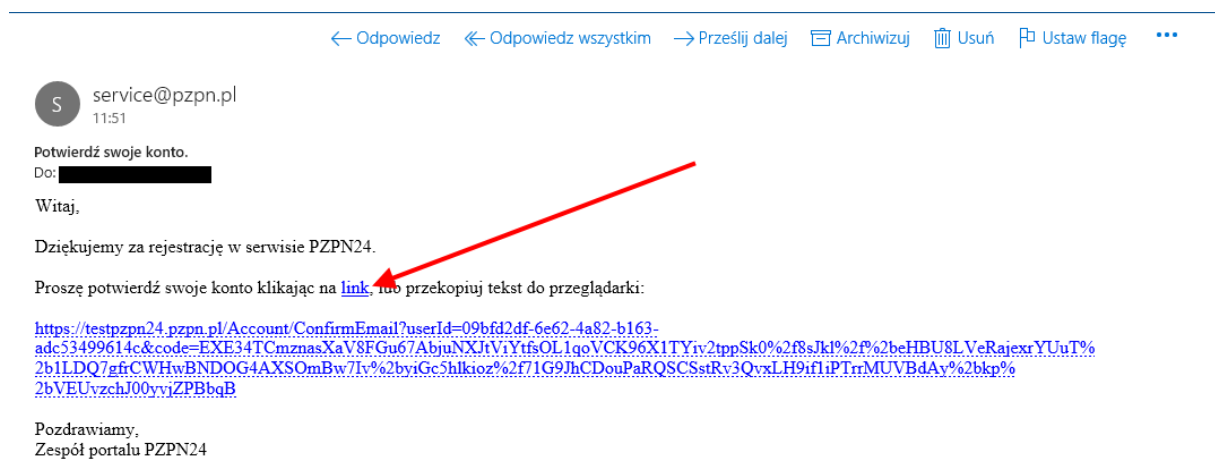 Odpowiedz Odpowiedz wszystkim Prześlij dalej Archiwizuj Usuń Ustaw flagę •••
S service@pzpn.pl
11:51
Potwierdź swoje konto.
Do:
Witaj,
Dziękujemy za rejestrację w serwisie PZPN24.
Proszę potwierdź swoje konto klikając na link, lub przekopiuj tekst do przeglądarki:
https://testpzpn24.pzpn.pl/Account/ConfirmEmail?userId=09bfd2df-6e62-4a82-b163-
adc53499614c&code=EXE34TCmznasXaV8FGu67AbjuNXJtViYtfsOL1qoVCK96X1TYiv2tppSk0%2f8sJkl%2f%2beHBU8LVeRajexrYUuT%
2b1LDQ7gfrCWHwBNDOG4AXSOmBw7Iv%2byiGc5hlkioz%2f71G9JhCDouPaRQSCSstRv3QvxLH9if1iPTrrMUVBdAy%2bkp%
2bVEUvzchJ00yvjZPBbqB
Pozdrawiamy,
Zespół portalu PZPN24